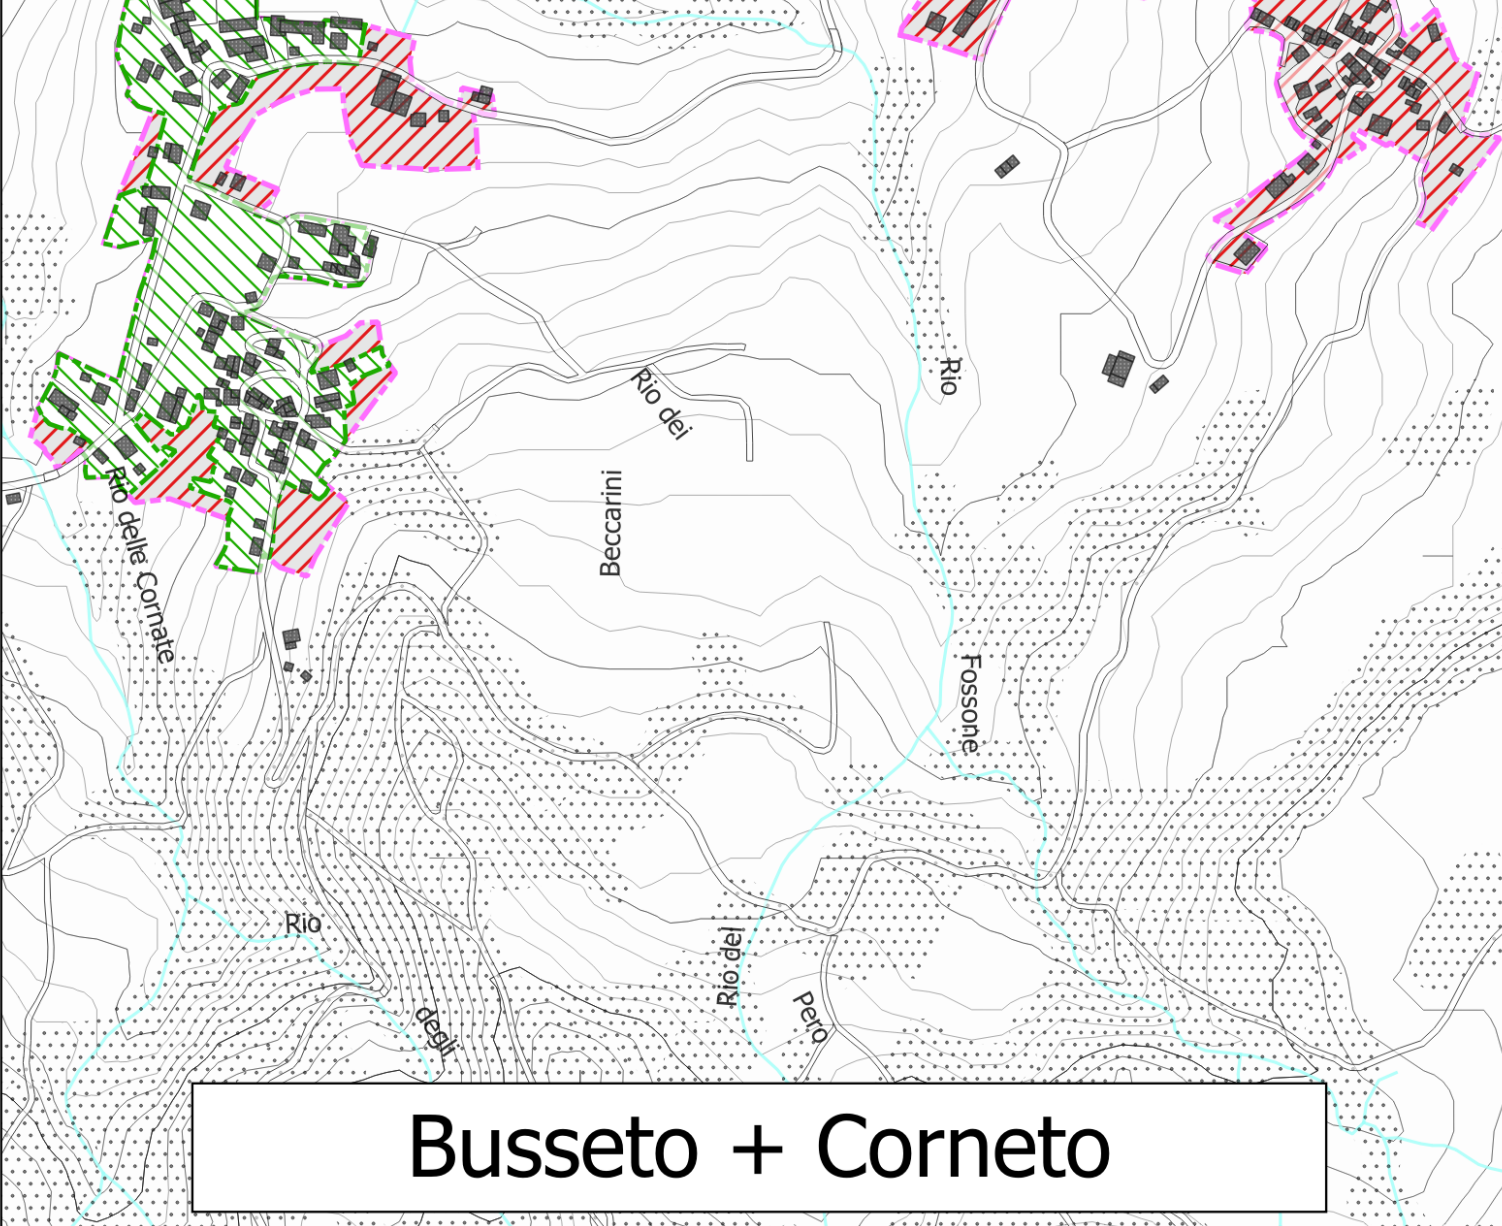 Rio
Rio dei
Beccarini
Rio delle Cornate
Fossone
Rio
Rio del
Pero
degli
Busseto + Corneto